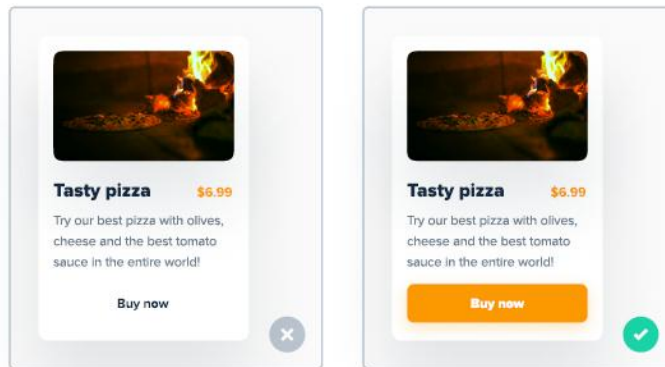 Tasty pizza $6.99
Try our best pizza with olives,
cheese and the best tomato
sauce in the entire world!
Buy now
Tasty pizza $6.99
Try our best pizza with olives,
cheese and the best tomato
sauce in the entire world!
Buy now